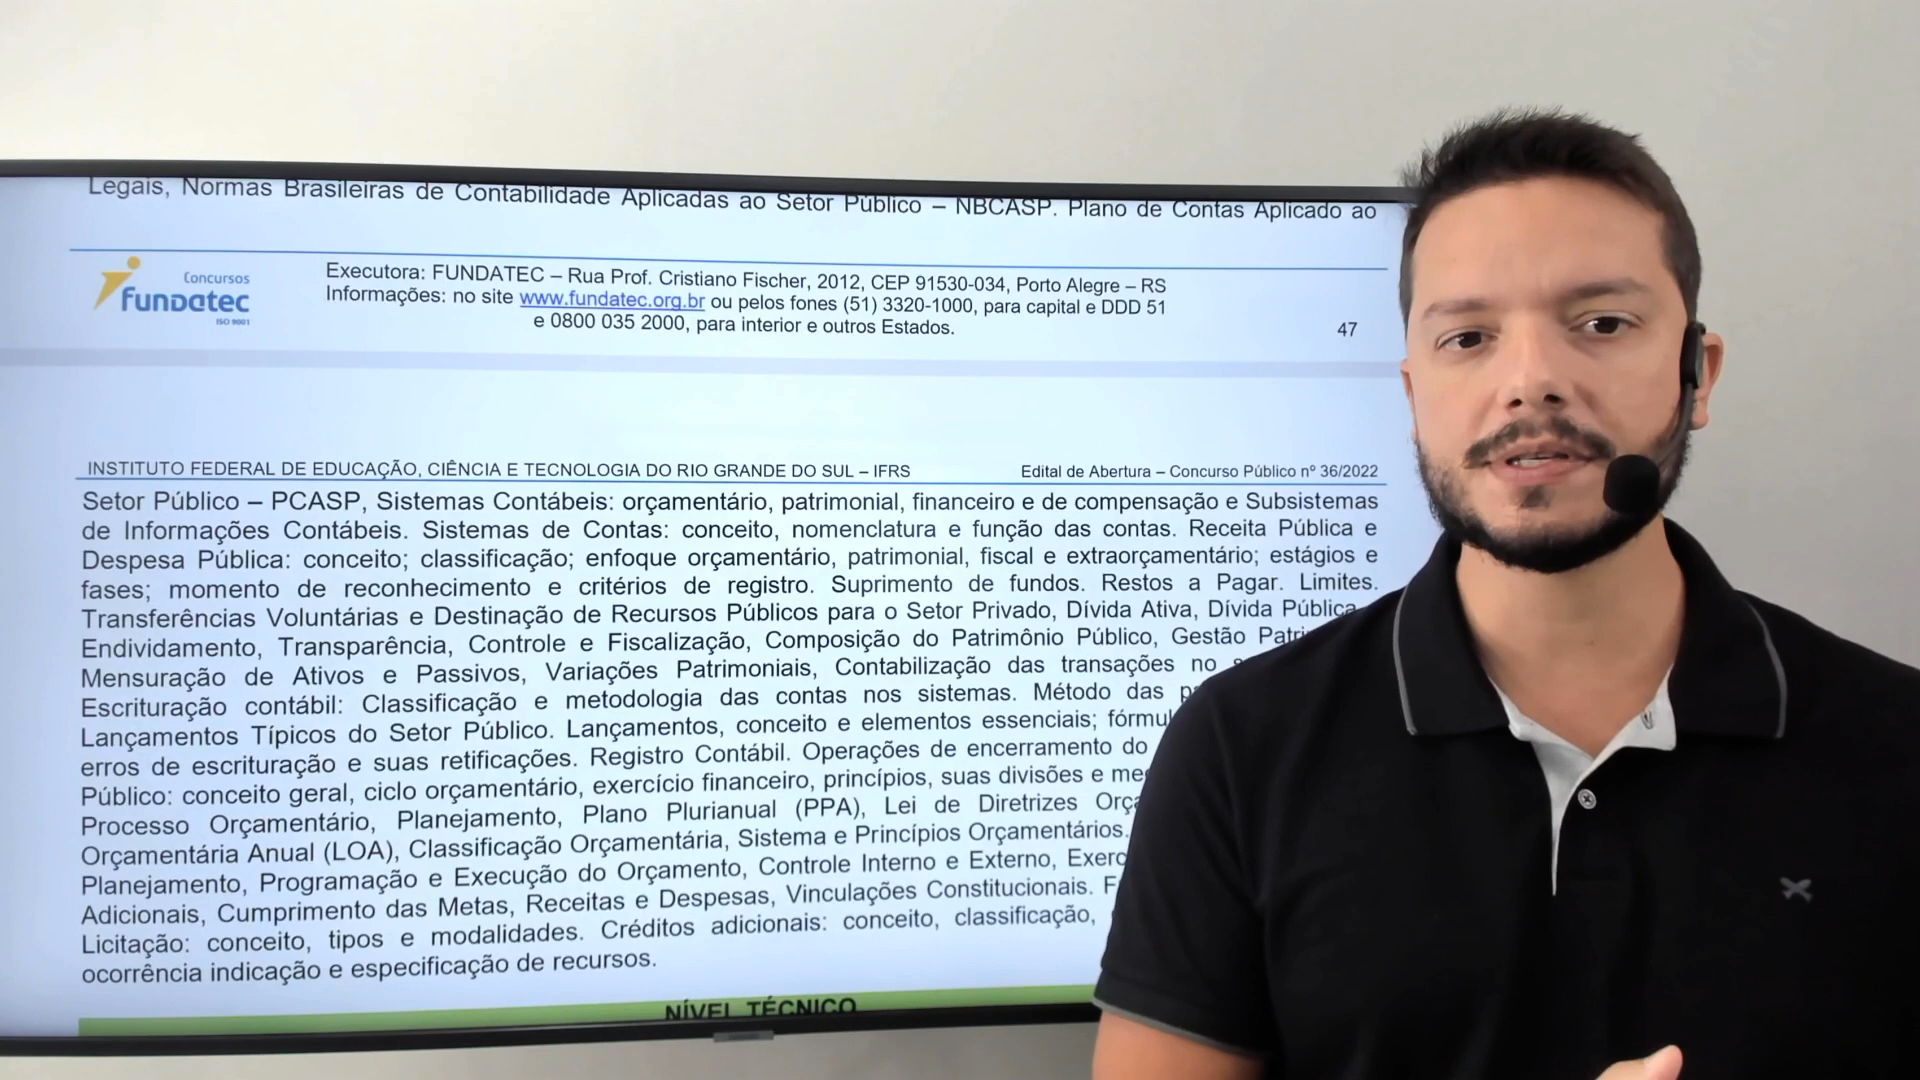 Legais, Normas Brasileiras de Contabilidade Aplicadas ao Setor Público – NBCASP. Plano de Contas Aplicado ao
Concursos
Fundatec
ISO 9001
Executora: FUNDATEC – Rua Prof. Cristiano Fischer, 2012, CEP 91530-034, Porto Alegre – RS
Informações: no site www.fundatec.org.br ou pelos fones (51) 3320-1000, para capital e DDD 51
e 0800 035 2000, para interior e outros Estados.
47
INSTITUTO FEDERAL DE EDUCAÇÃO, CIÊNCIA E TECNOLOGIA DO RIO GRANDE DO SUL – IFRS
Edital de Abertura – Concurso Público nº 36/2022
Setor Público – PCASP, Sistemas Contábeis: orçamentário, patrimonial, financeiro e de compensação e Subsistemas
de Informações Contábeis. Sistemas de Contas: conceito, nomenclatura e função das contas. Receita Pública e
Despesa Pública: conceito; classificação; enfoque orçamentário, patrimonial, fiscal e extraorçamentário; estágios e
fases; momento de reconhecimento e critérios de registro. Suprimento de fundos. Restos a Pagar. Limites.
Transferências Voluntárias e Destinação de Recursos Públicos para o Setor Privado, Dívida Ativa, Dívida Pública
Endividamento, Transparência, Controle e Fiscalização, Composição do Patrimônio Público, Gestão
Mensuração de Ativos e Passivos, Variações Patrimoniais, Contabilização das transações no
Escrituração contábil: Classificação e metodologia das contas nos sistemas. Método das
Lançamentos Típicos do Setor Público. Lançamentos, conceito e elementos essenciais;
erros de escrituração e suas retificações. Registro Contábil. Operações de encerramento do
Público: conceito geral, ciclo orçamentário, exercício financeiro, princípios, suas divisões e
Processo Orçamentário, Planejamento, Plano Plurianual (PPA), Lei de Diretrizes
Orçamentária Anual (LOA), Classificação Orçamentária, Sistema e Princípios Orçamentários.
Planejamento, Programação e Execução do Orçamento, Controle Interno e Externo,
Adicionais, Cumprimento das Metas, Receitas e Despesas, Vinculações Constitucionais.
Licitação: conceito, tipos e modalidades. Créditos adicionais: conceito, classificação,
ocorrência indicação e especificação de recursos.
NÍVEL TÉCNICO